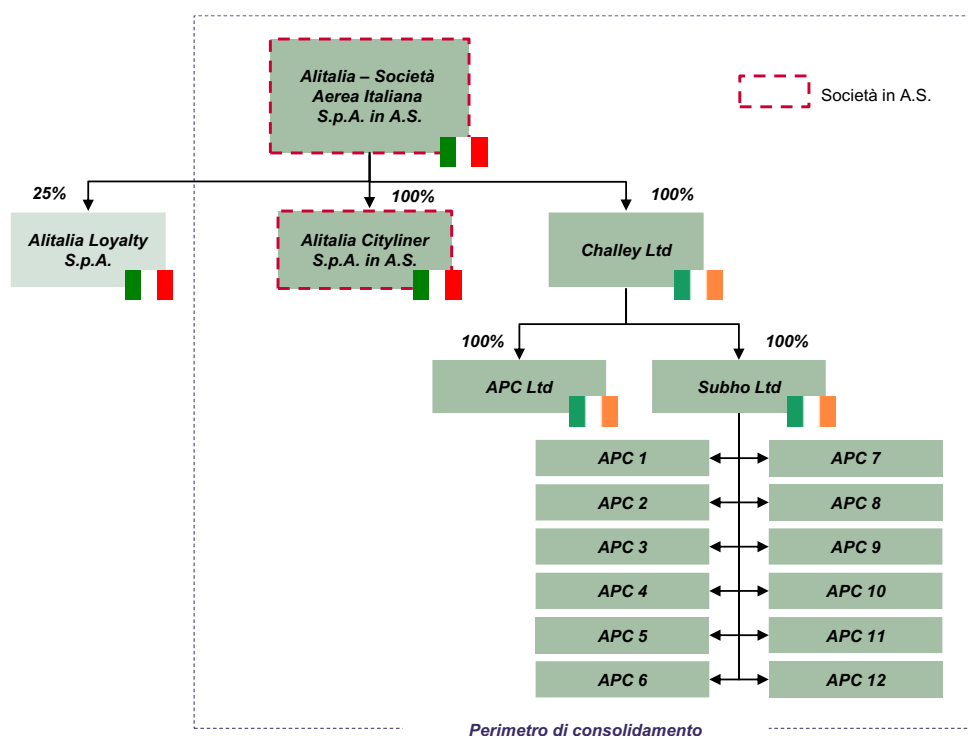 Alitalia – Società
Aerea Italiana
S.p.A. in A.S.
Società in A.S.
25%
100%
100%
Alitalia Loyalty
S.p.A.
Alitalia Cityliner
S.p.A. in A.S.
Challey Ltd
100%
100%
APC Ltd
Subho Ltd
APC 1
APC 7
APC 2
APC 8
APC 3
APC 9
APC 4
APC 10
APC 5
APC 11
APC 6
APC 12
Perimetro di consolidamento